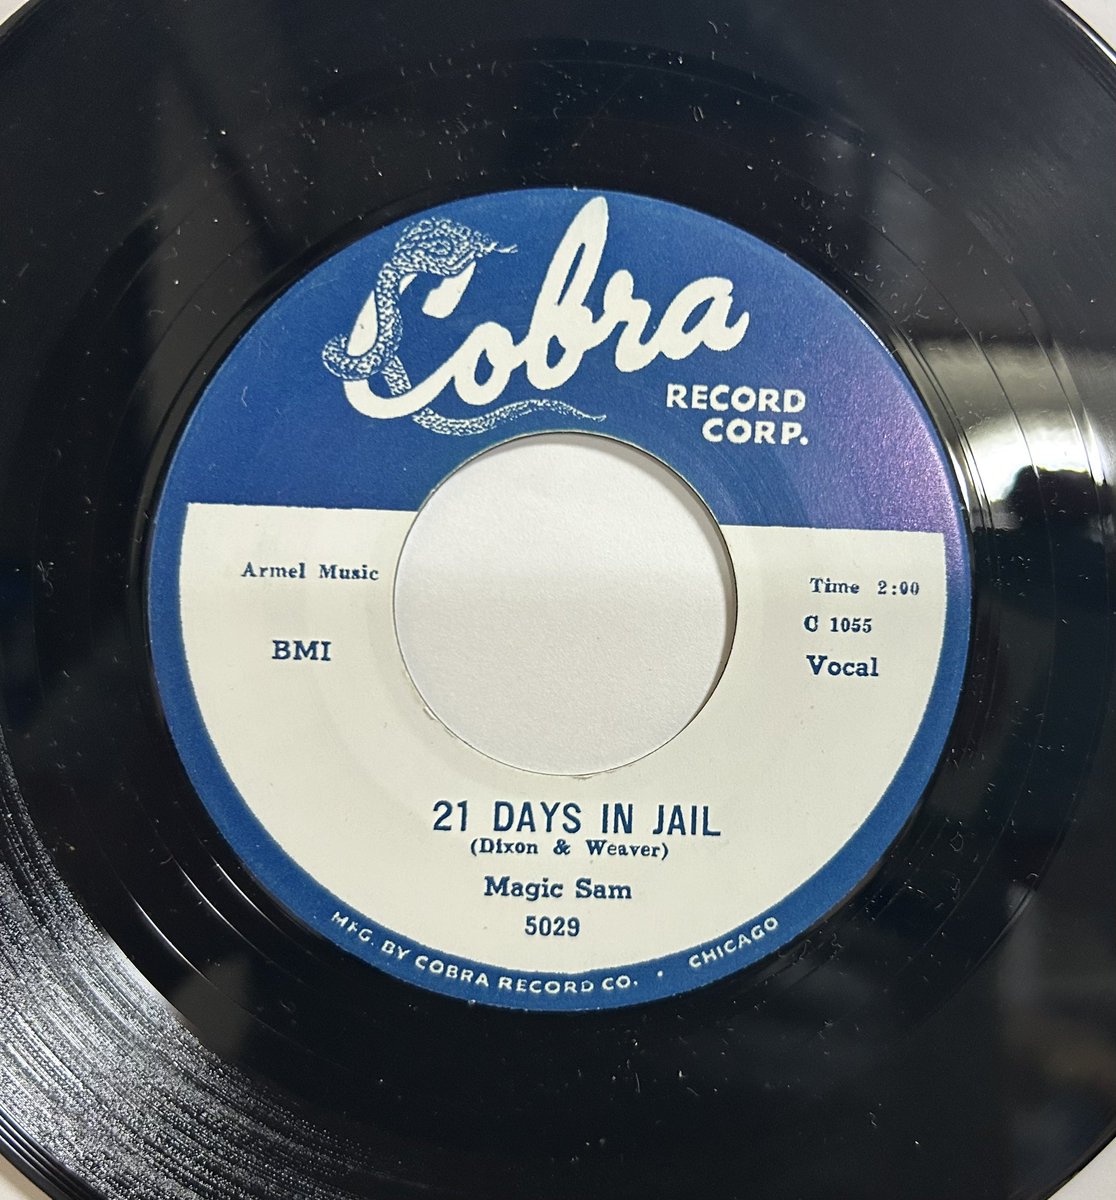 Cobra
RECORD
CORP.
Armel Music
BMI
Time 2:00
C 1055
Vocal
21 DAYS IN JAIL
(Dixon & Weaver)
Magic Sam
5029
MFG. BY COBRA RECORD CO. • CHICAGO